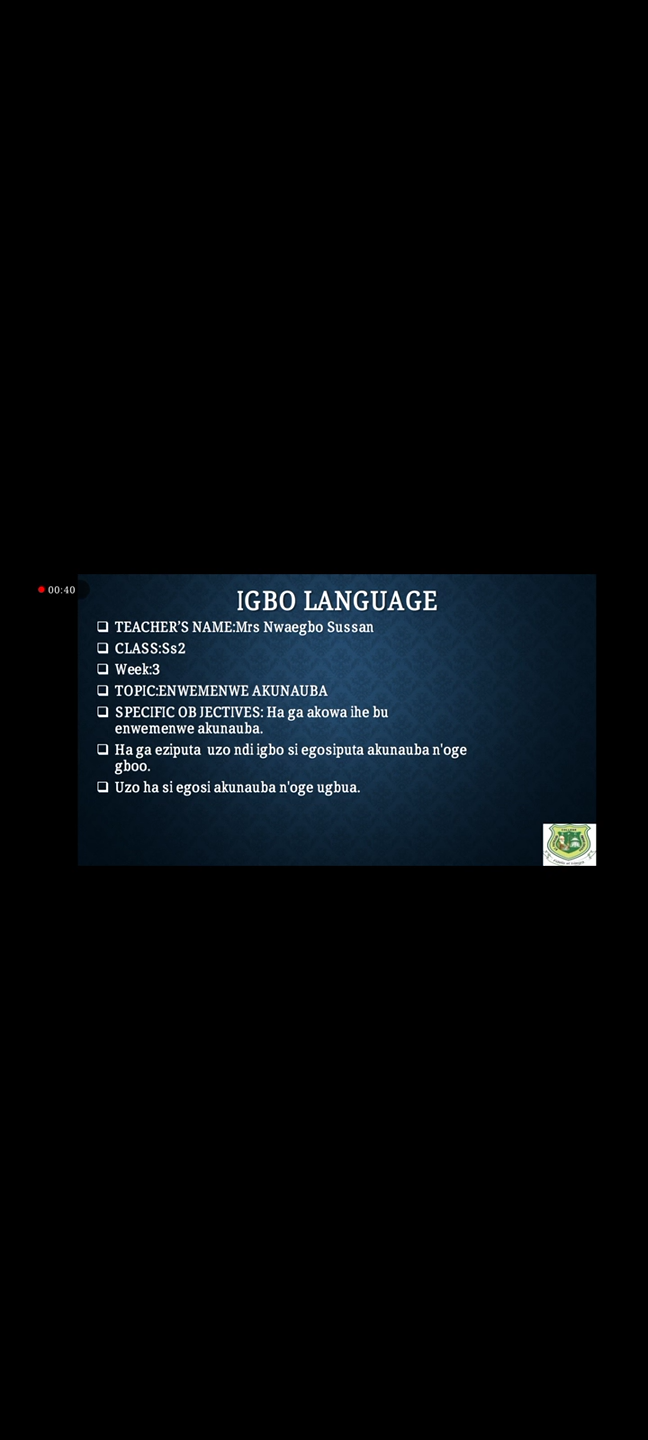 00:40
IGBO LANGUAGE
❑ TEACHER'S NAME:Mrs Nwaegbo Sussan
❑ CLASS:Ss2
❑ Week:3
❑ TOPIC:ENWEMENWE AKUNAUBA
❑ SPECIFIC OB JECTIVES: Ha ga akowa ihe bu
enwemenwe akunauba.
❑ Ha ga eziputa uzo ndi igbo si egosiputa akunauba n'oge
gboo.
❑ Uzo ha si egosi akunauba n'oge ugbua.